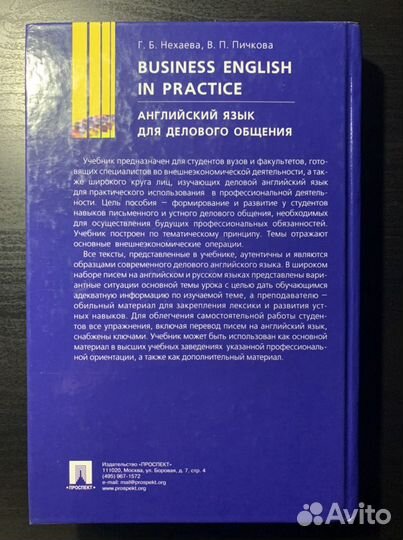 Г. Б. Нехаева, В. П. Пичкова
BUSINESS ENGLISH
IN PRACTICE
АНГЛИЙСКИЙ ЯЗЫК
ДЛЯ ДЕЛОВОГО ОБЩЕНИЯ
Учебник предназначен для студентов вузов и факультетов, гото-
вящих специалистов во внешнеэкономической деятельности, а так-
же широкого круга лиц, изучающих деловой английский язык
для практического использования в профессиональной деятель-
ности. Цель пособия – формирование и развитие у студентов
навыков письменного и устного делового общения, необходимых
для осуществления будущих профессиональных обязанностей.
Учебник построен по тематическому принципу. Темы отражают
основные внешнеэкономические операции.
Все тексты, представленные в учебнике, аутентичны и являются
образцами современного делового английского языка. В широком
наборе писем на английском и русском языках представлены вари-
антные ситуации основной темы урока с целью дать обучающимся
адекватную информацию по изучаемой теме, а преподавателю –
обильный материал для закрепления лексики и развития уст-
ных навыков. Для облегчения самостоятельной работы студен-
тов все упражнения, включая перевод писем на английский язык,
снабжены ключами. Учебник может быть использован как основной
материал в высших учебных заведениях указанной профессиональ-
ной ориентации, а также как дополнительный материал.
ПРОСПЕКТ
Издательство «ПРОСПЕКТ»
111020, Москва, ул. Боровая, д. 7, стр. 4
(495) 967-1572
e-mail: mail@prospekt.org
www.prospekt.org
Avito